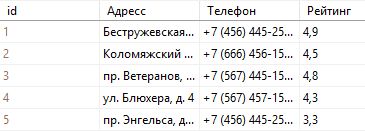 id Адресс Телефон Рейтинг
1 Бестружевская... +7 (456) 445-25... 4,9
2 Коломяжский ... +7 (666) 456-15... 4,5
3 пр. Ветеранов, ... +7 (567) 445-15... 4,8
4 ул. Блюхера, д. 4 +7 (567) 457-15... 4,3
5 пр. Энгельса, д... +7 (456) 445-25... 3,3